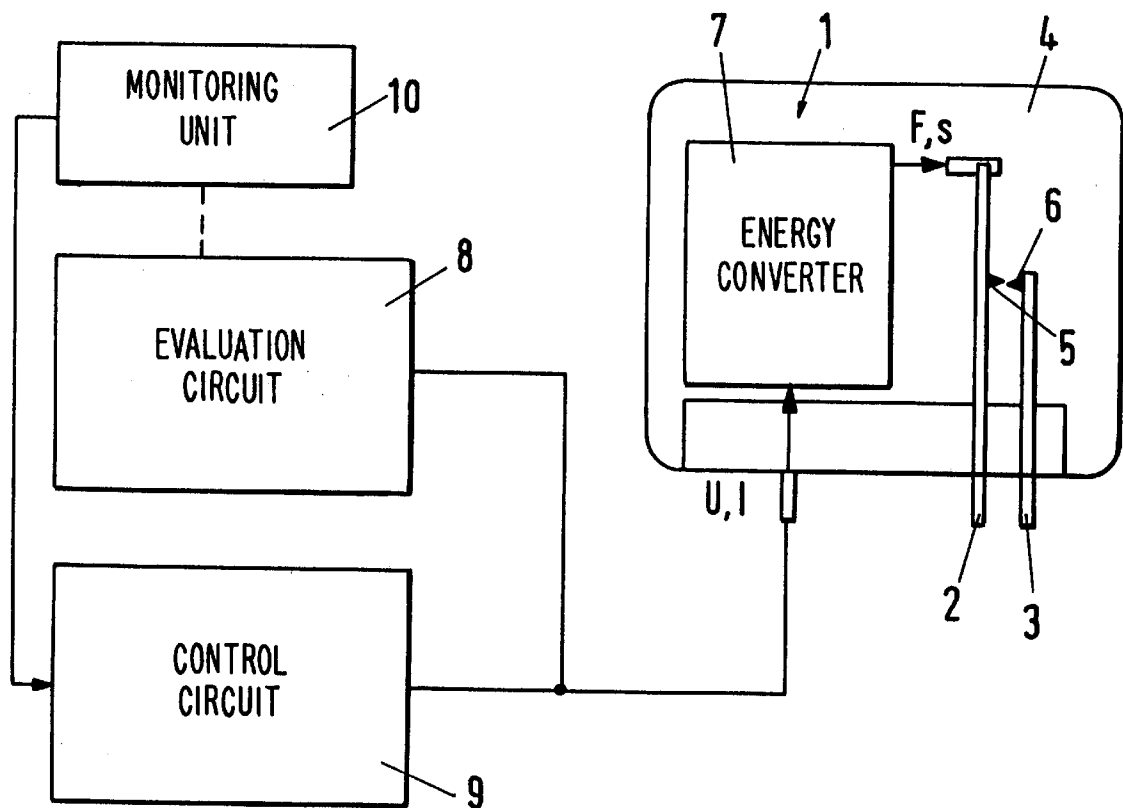 MONITORING
UNIT
10
7
1
4
F,s
ENERGY
CONVERTER
6
5
8
EVALUATION
CIRCUIT
U,I
2
3
CONTROL
CIRCUIT
9